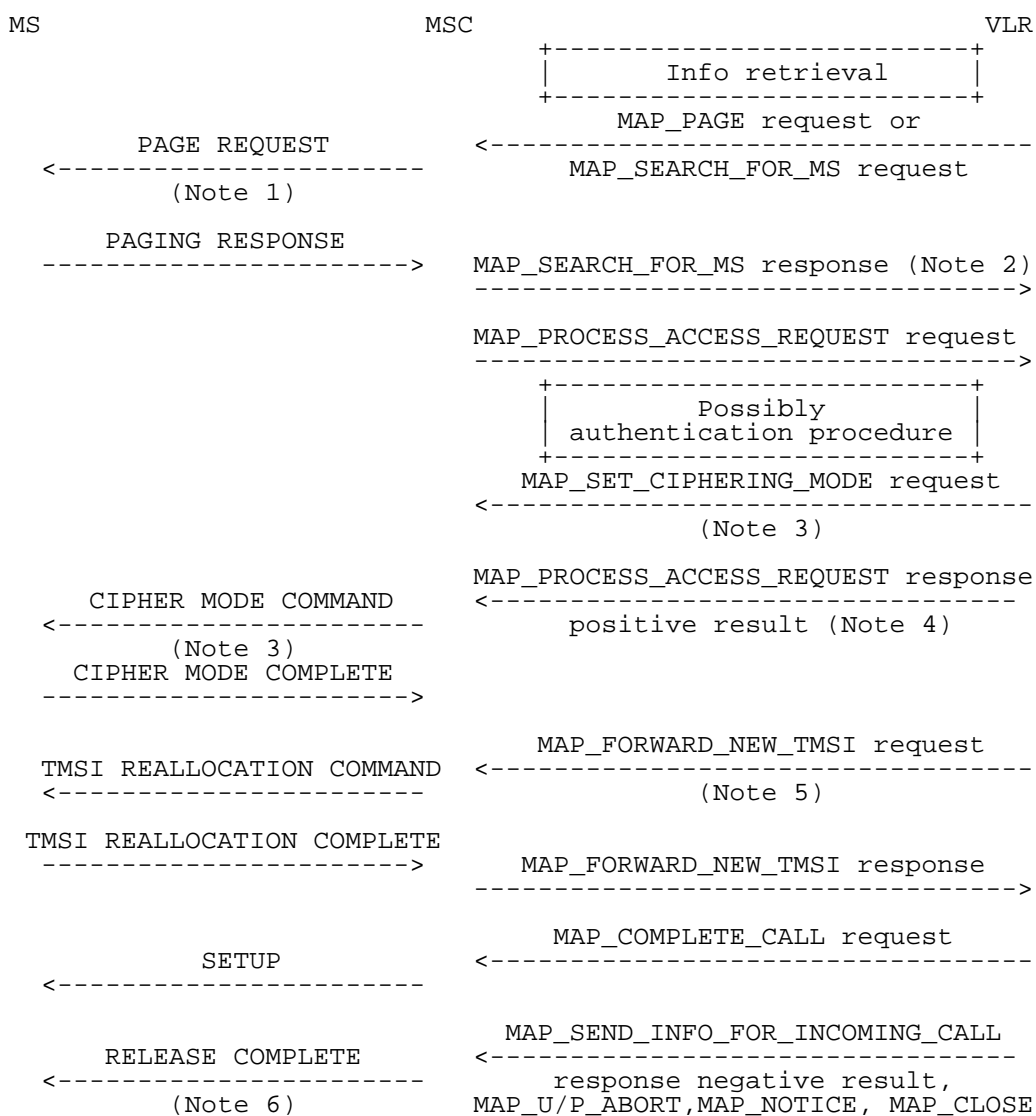 MS MSC VLR
Info retrieval
MAP_PAGE request or
PAGE REQUEST
MAP_SEARCH_FOR_MS request
(Note 1)
PAGING RESPONSE
MAP_SEARCH_FOR_MS response (Note 2)
MAP_PROCESS_ACCESS_REQUEST request
Possibly
authentication procedure
MAP_SET_CIPHERING_MODE request
(Note 3)
MAP_PROCESS_ACCESS_REQUEST response
CIPHER MODE COMMAND
positive result (Note 4)
(Note 3)
CIPHER MODE COMPLETE
MAP_FORWARD_NEW_TMSI request
TMSI REALLOCATION COMMAND
(Note 5)
TMSI REALLOCATION COMPLETE
MAP_FORWARD_NEW_TMSI response
MAP_COMPLETE_CALL request
SETUP
MAP_SEND_INFO_FOR_INCOMING_CALL
RELEASE COMPLETE
response negative result,
(Note 6) MAP_U/P_ABORT,MAP_NOTICE, MAP_CLOSE